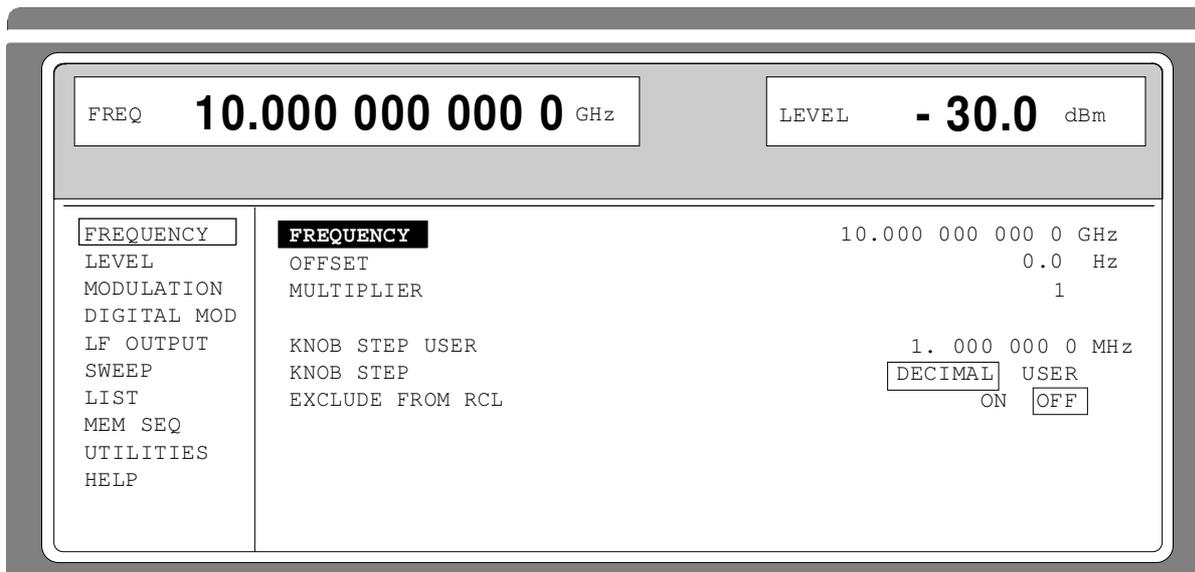 FREQ 10.000 000 000 0 GHz LEVEL - 30.0 dBm
FREQUENCY
LEVEL
MODULATION
DIGITAL MOD
LF OUTPUT
SWEEP
LIST
MEM SEQ
UTILITIES
HELP
FREQUENCY 10.000 000 000 0 GHz
OFFSET 0.0 Hz
MULTIPLIER 1
KNOB STEP USER 1. 000 000 0 MHz
KNOB STEP DECIMAL USER
EXCLUDE FROM RCL ON OFF